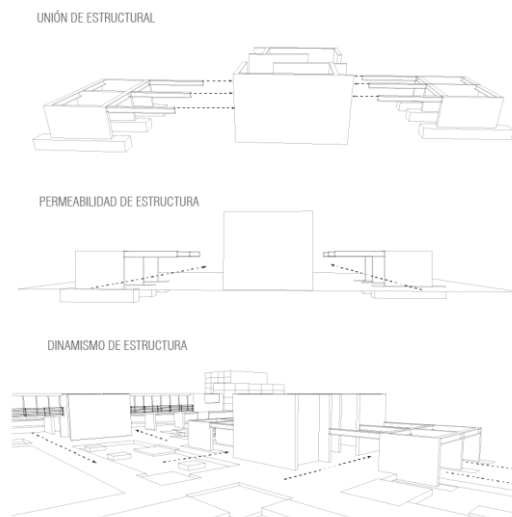 UNIÓN DE ESTRUCTURAL
PERMEABILIDAD DE ESTRUCTURA
DINAMISMO DE ESTRUCTURA